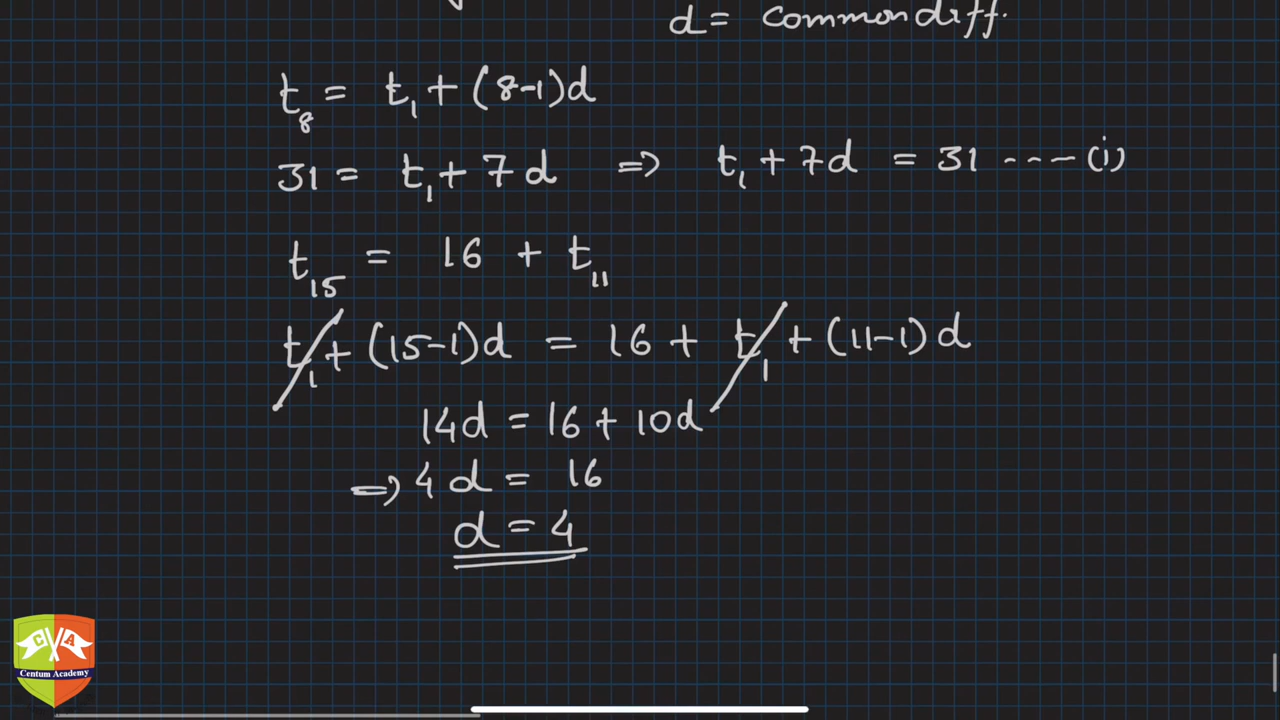 d = common diff.
t₈ = t₁ + (8-1)d
31 = t₁ + 7d ⇒ t₁ + 7d = 31 ---- (i)
t₁₅ = 16 + t₁₁
t₁ + (15-1)d = 16 + t₁ + (11-1)d
14d = 16 + 10d
⇒ 4d = 16
d = 4
C A
Centum Academy